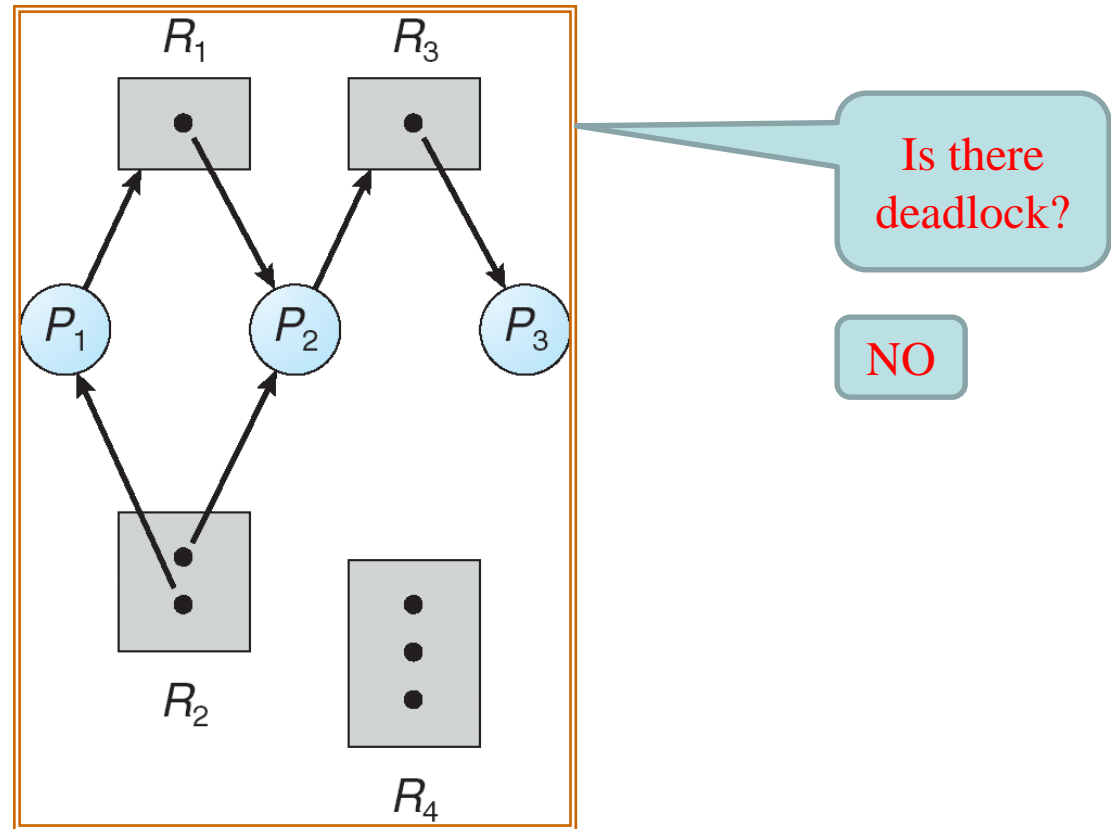 R₁
R₃
Is there
deadlock?
P₁
P₂
P₃
NO
R₂
R₄